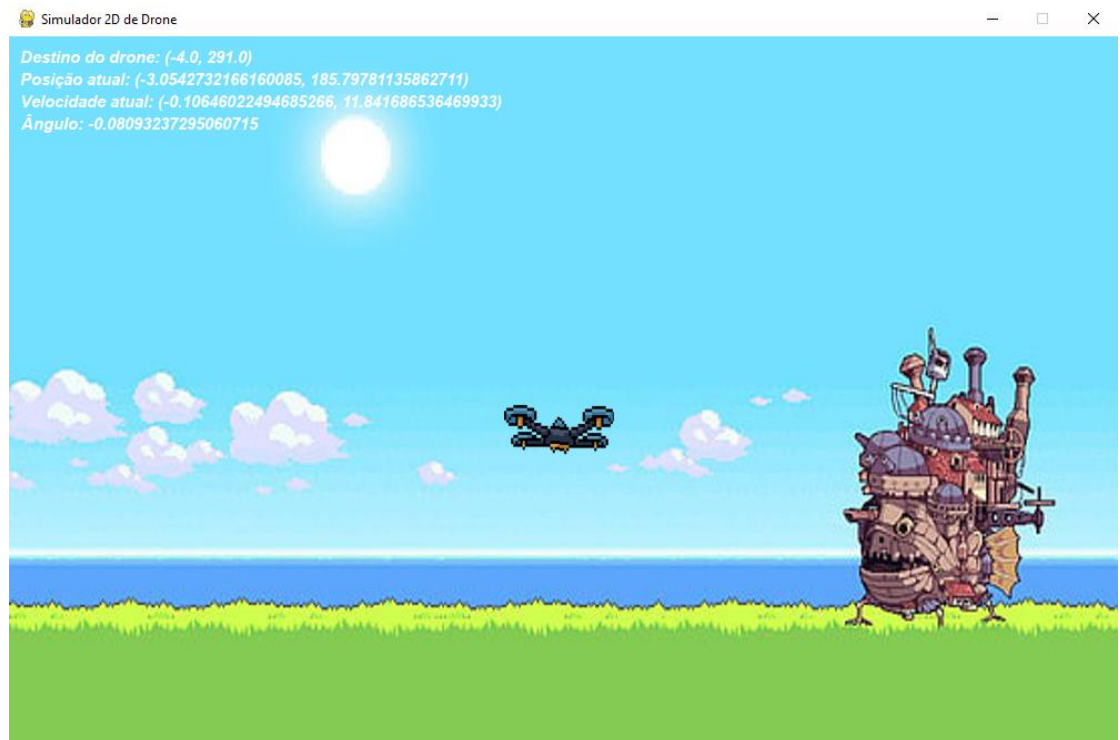 Simulador 2D de Drone
Destino do drone: (-4.0, 291.0)
Posição atual: (-3.0542732166160085, 185.79781135862711)
Velocidade atual: (-0.10646022494685266, 11.841686536469933)
Ângulo: -0.08093237295060715